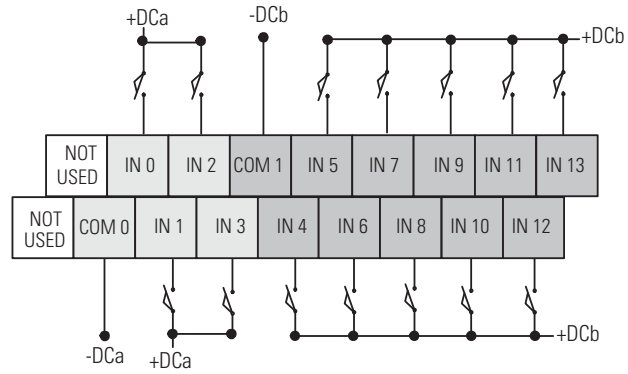 +DCa
-DCb
+DCb
NOT USED IN 0 IN 2 COM 1 IN 5 IN 7 IN 9 IN 11 IN 13
NOT USED COM 0 IN 1 IN 3 IN 4 IN 6 IN 8 IN 10 IN 12
-DCa
+DCa
+DCb